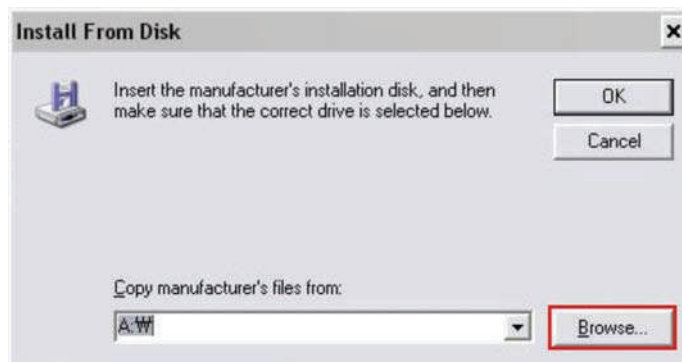 Install From Disk
Insert the manufacturer's installation disk, and then
make sure that the correct drive is selected below.
OK
Cancel
Copy manufacturer's files from:
A:₩
Browse...